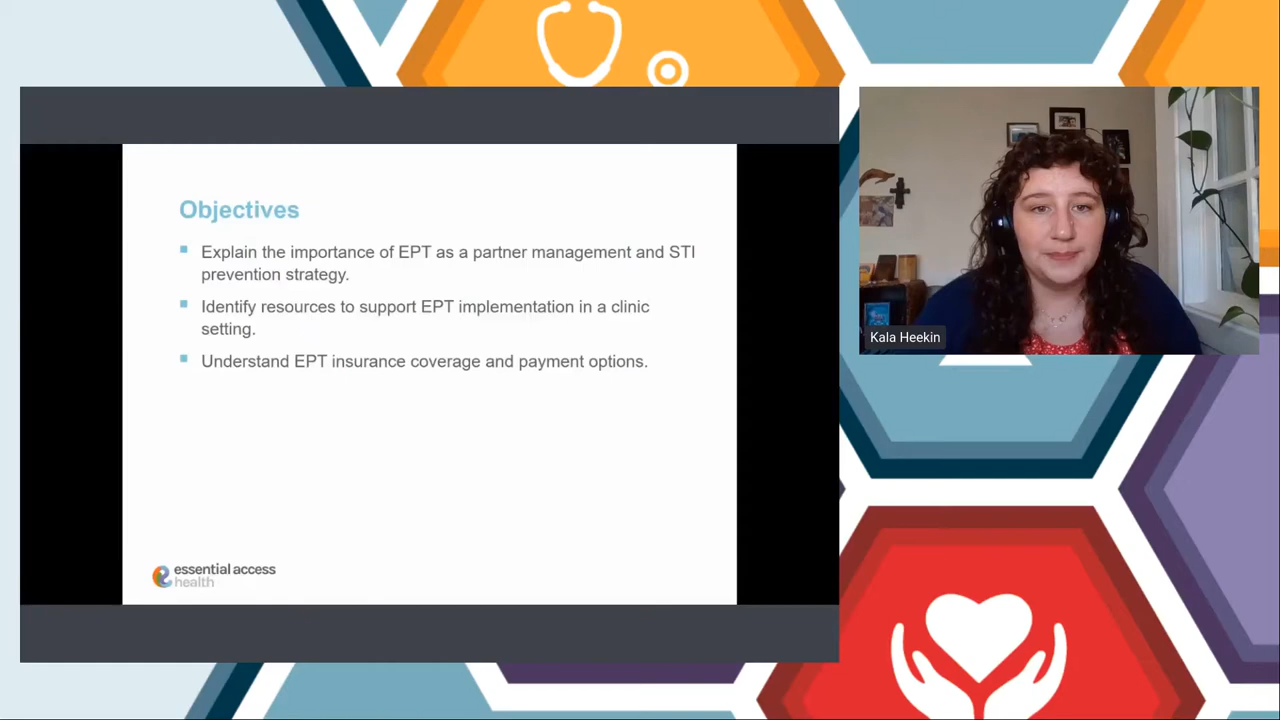 Objectives
Explain the importance of EPT as a partner management and STI
prevention strategy.
Identify resources to support EPT implementation in a clinic
setting.
Understand EPT insurance coverage and payment options.
essential access
health
Kala Heekin